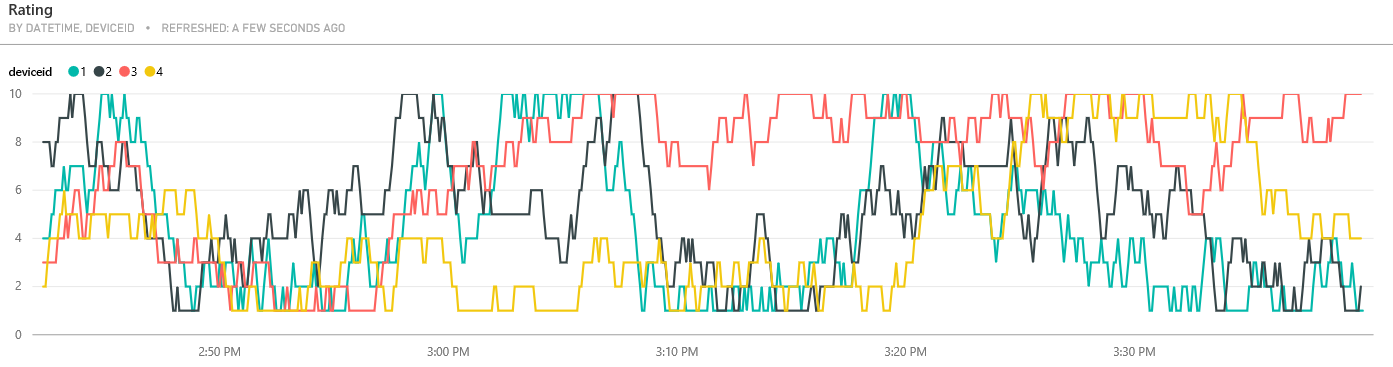 Rating
BY DATETIME, DEVICEID • REFRESHED: A FEW SECONDS AGO
deviceid 1 2 3 4
10
8
6
4
2
0
2:50 PM 3:00 PM 3:10 PM 3:20 PM 3:30 PM